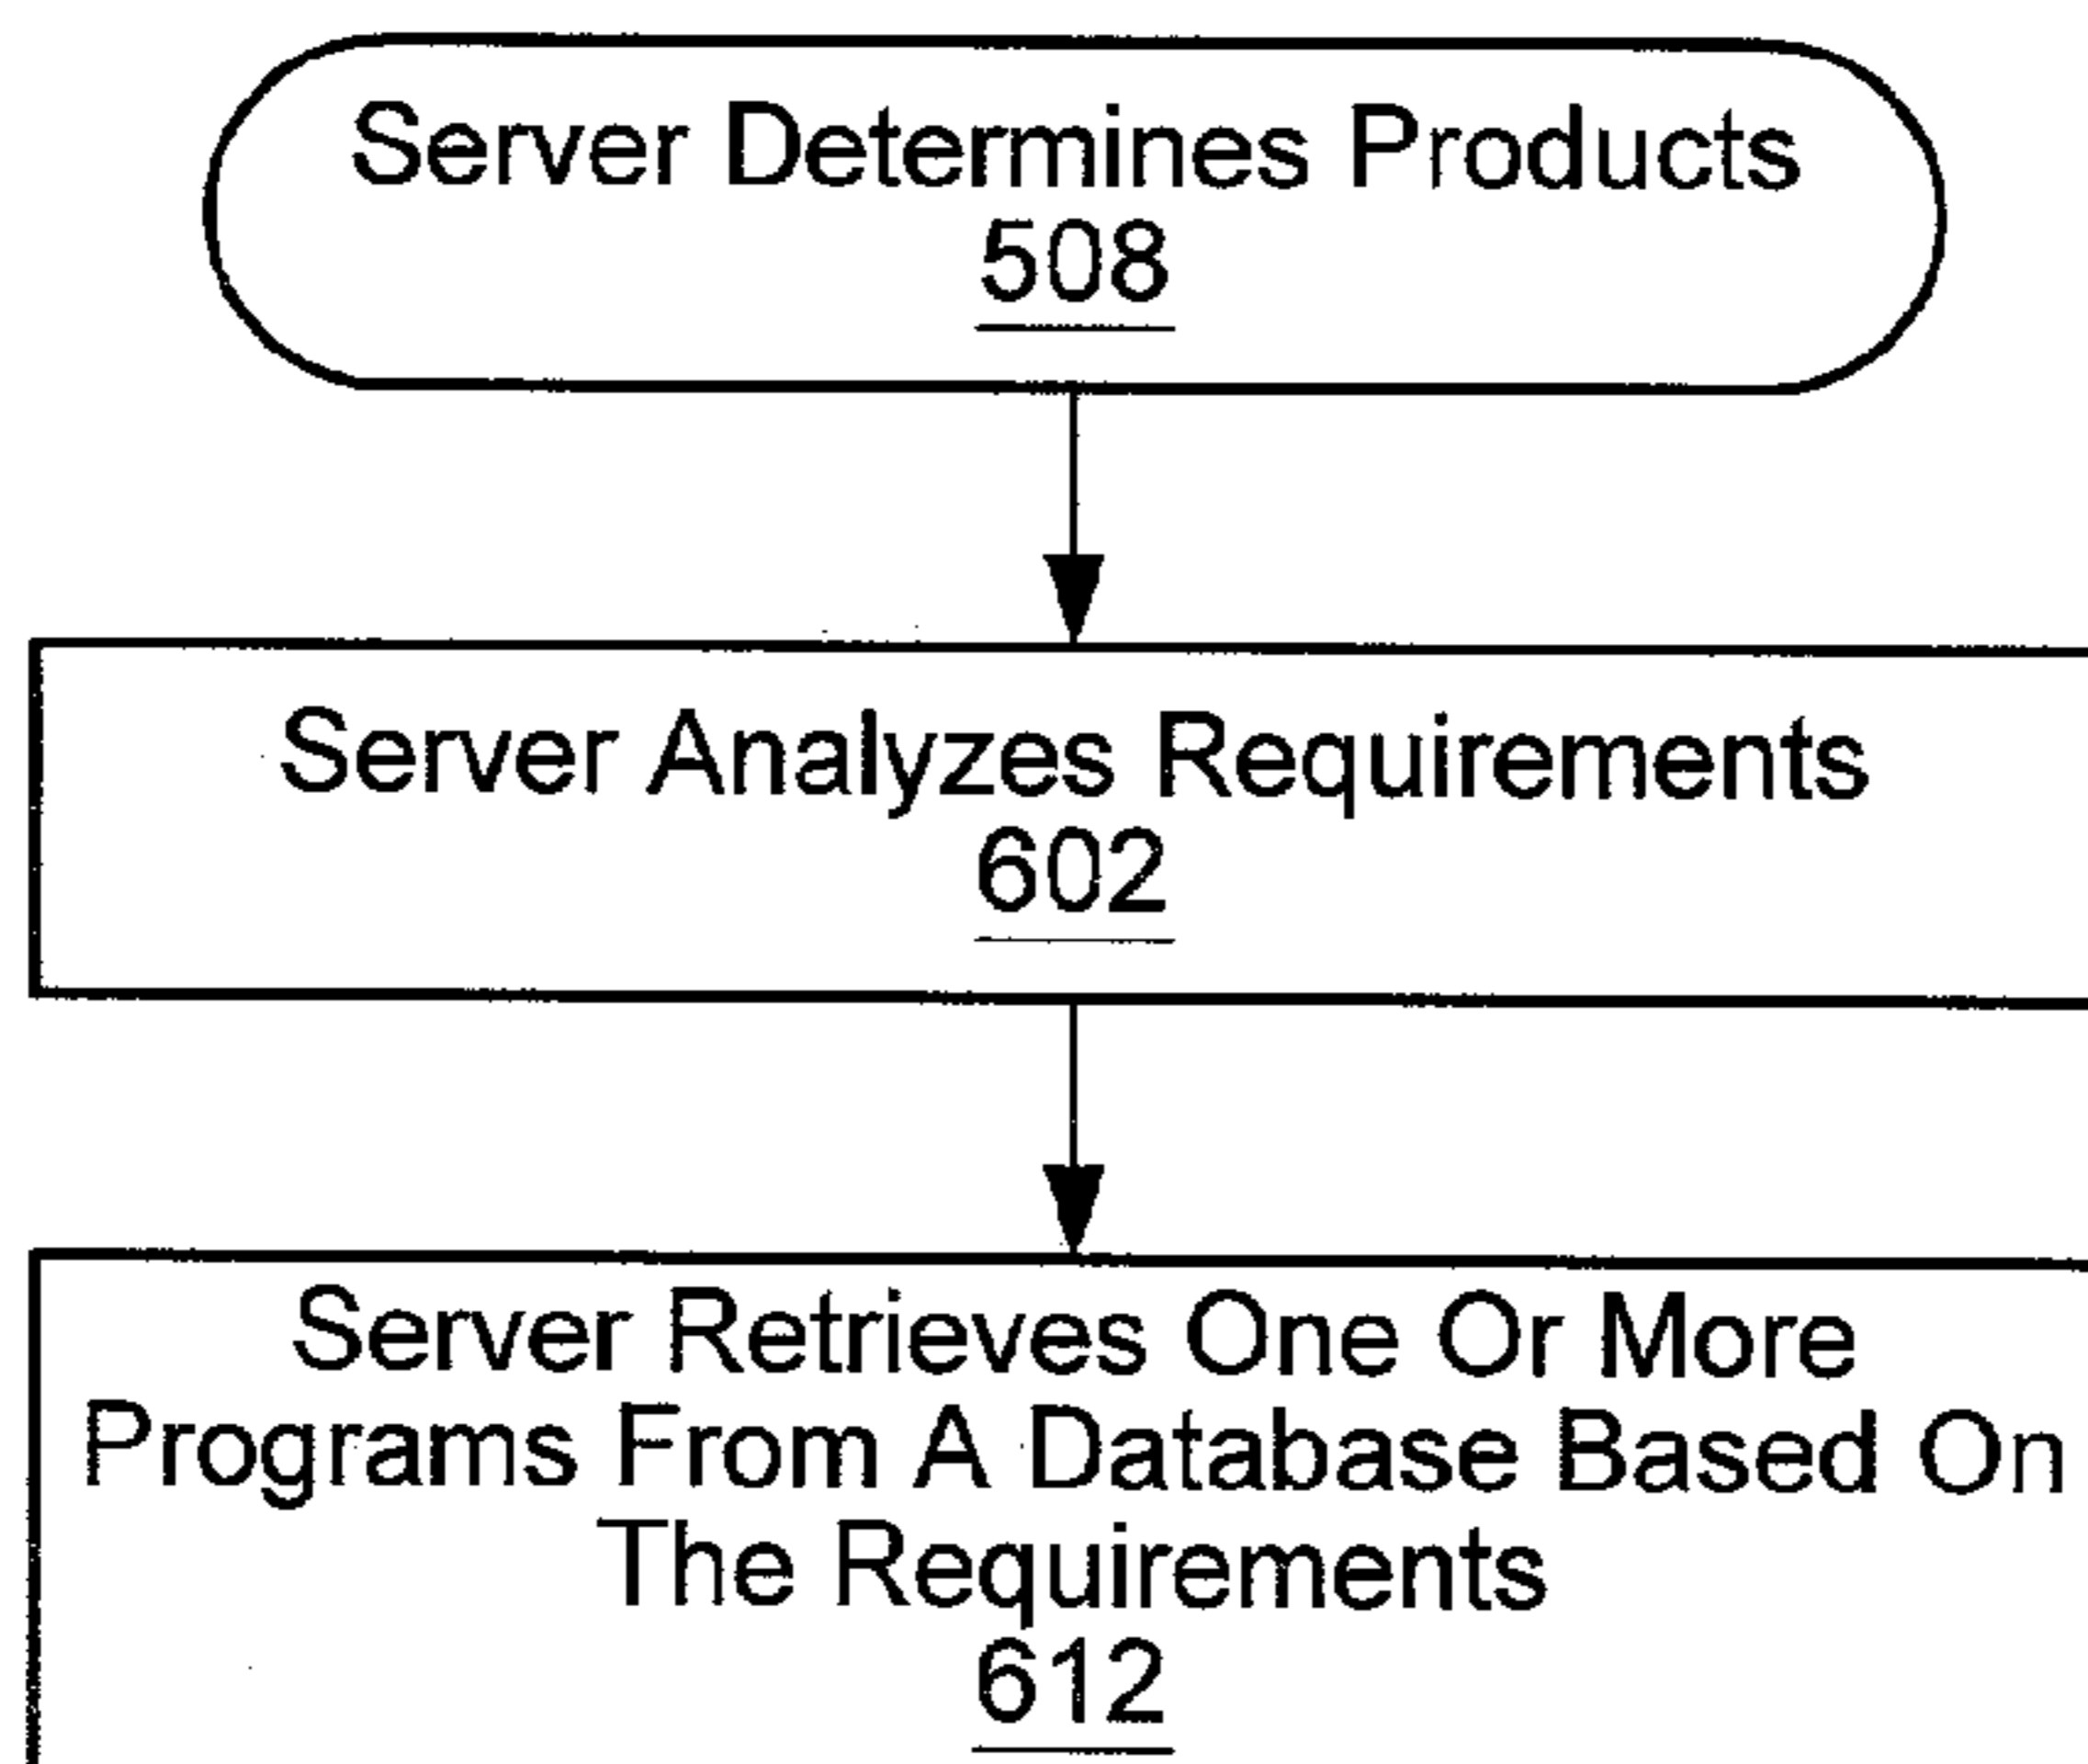 Server Determines Products
508
Server Analyzes Requirements
602
Server Retrieves One Or More
Programs From A Database Based On
The Requirements
612